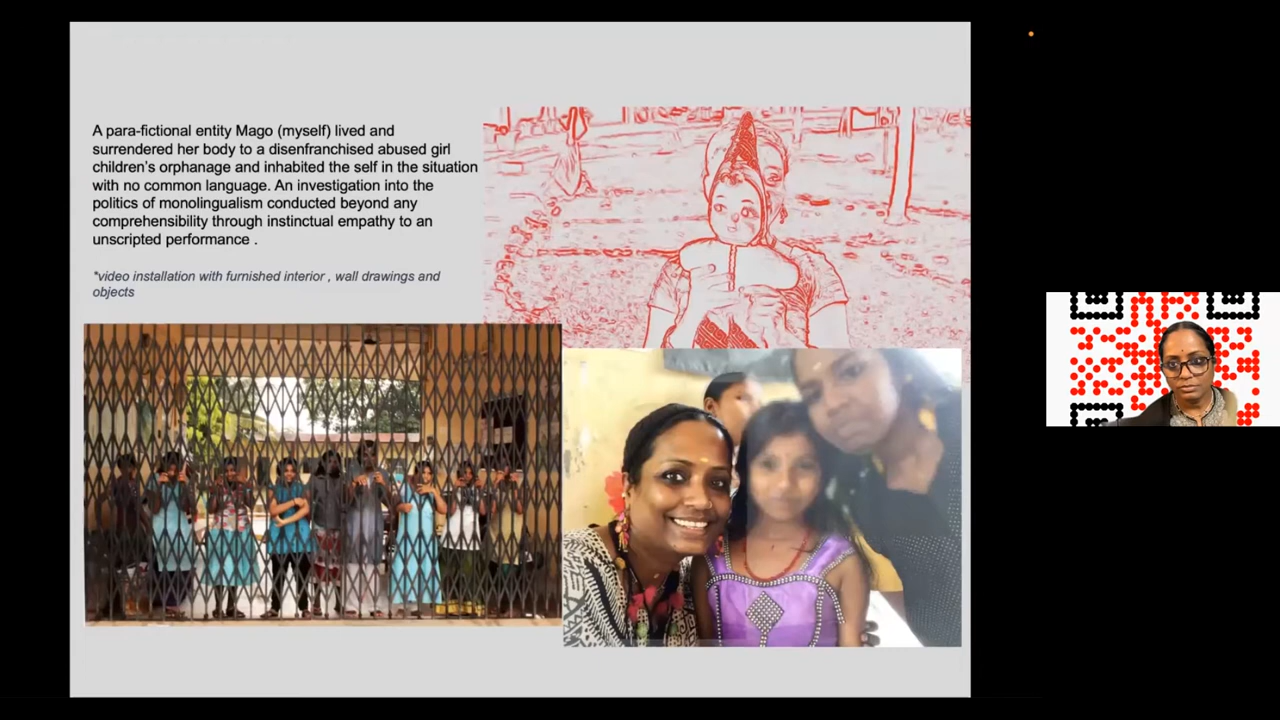 A para-fictional entity Mago (myself) lived and
surrendered her body to a disenfranchised abused girl
children's orphanage and inhabited the self in the situation
with no common language. An investigation into the
politics of monolingualism conducted beyond any
comprehensibility through instinctual empathy to an
unscripted performance .
*video installation with furnished interior , wall drawings and
objects